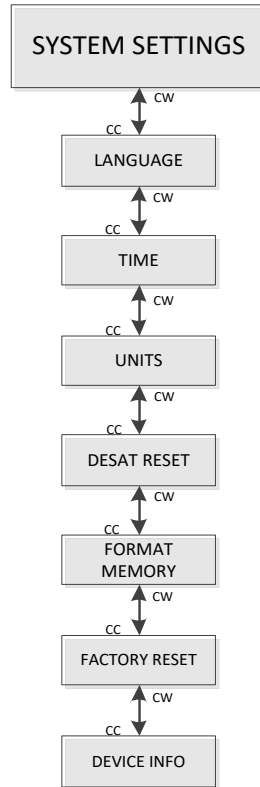 SYSTEM SETTINGS
CW
CC
LANGUAGE
CW
CC
TIME
CW
CC
UNITS
CW
CC
DESAT RESET
CW
CC
FORMAT
MEMORY
CW
CC
FACTORY RESET
CW
CC
DEVICE INFO